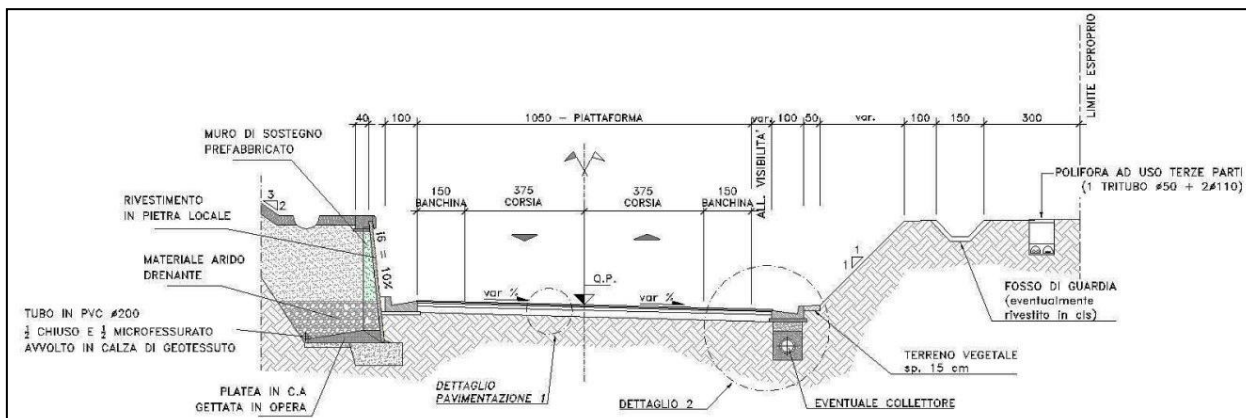 LIMITE ESPROPRIO
40
100
1050 – PIATTAFORMA
var.
100
50
var.
100
150
300
ALL. VISIBILITA'
MURO DI SOSTEGNO
PREFABBRICATO
POLIFORA AD USO TERZE PARTI
(1 TRITUBO ø50 + 2ø110)
150
BANCHINA
375
CORSIA
375
CORSIA
150
BANCHINA
RIVESTIMENTO
IN PIETRA LOCALE
3
2
1
1
MATERIALE ARIDO
DRENANTE
i6 = 10%
Q.P.
var %
var %
FOSSO DI GUARDIA
(eventualmente
rivestito in cls)
TUBO IN PVC ø200
½ CHIUSO E ½ MICROFESSURATO
AVVOLTO IN CALZA DI GEOTESSUTO
TERRENO VEGETALE
sp. 15 cm
PLATEA IN C.A
GETTATA IN OPERA
DETTAGLIO
PAVIMENTAZIONE 1
DETTAGLIO 2
EVENTUALE COLLETTORE